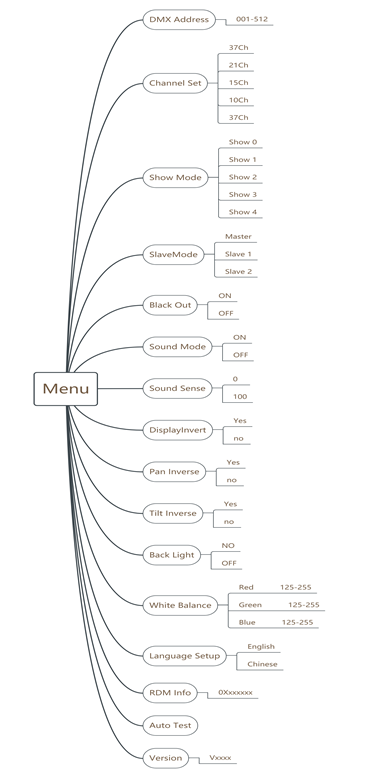 DMX Address
001-512
Channel Set
37Ch
21Ch
15Ch
10Ch
37Ch
Show Mode
Show 0
Show 1
Show 2
Show 3
Show 4
SlaveMode
Master
Slave 1
Slave 2
Black Out
ON
OFF
Sound Mode
ON
OFF
Menu
Sound Sense
0
100
DisplayInvert
Yes
no
Pan Inverse
Yes
no
Tilt Inverse
Yes
no
Back Light
NO
OFF
White Balance
Red 125-255
Green 125-255
Blue 125-255
Language Setup
English
Chinese
RDM Info
0Xxxxxxx
Auto Test
Version
Vxxxx